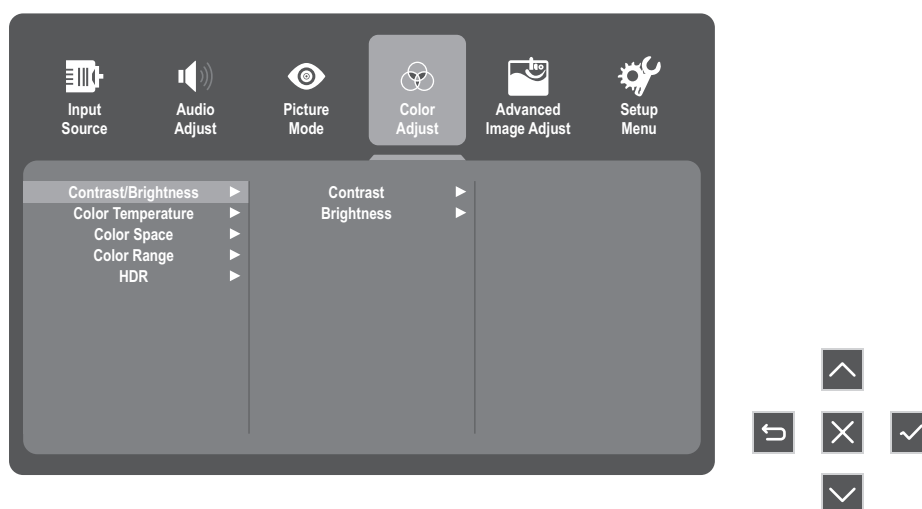 Input
Source
Audio
Adjust
Picture
Mode
Color
Adjust
Advanced
Image Adjust
Setup
Menu
Contrast/Brightness
Color Temperature
Color Space
Color Range
HDR
Contrast
Brightness